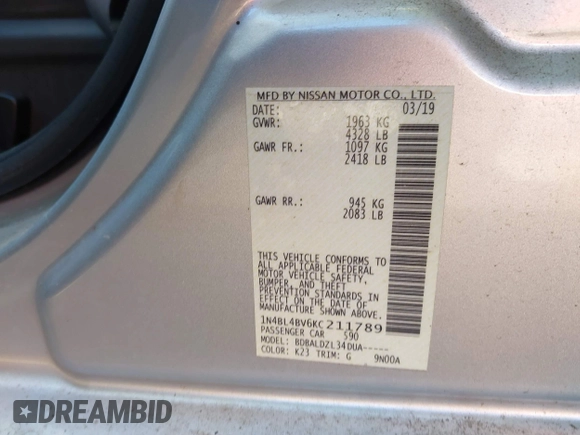 MFD BY NISSAN MOTOR CO., LTD.
DATE: 03/19
GVWR: 1963 KG
4328 LB
GAWR FR.: 1097 KG
2418 LB
GAWR RR.: 945 KG
2083 LB
THIS VEHICLE CONFORMS TO
ALL APPLICABLE FEDERAL
MOTOR VEHICLE SAFETY,
BUMPER, AND THEFT
PREVENTION STANDARDS IN
EFFECT ON THE DATE OF
MANUFACTURE SHOWN ABOVE.
1N4BL4BV6KC211789
PASSENGER CAR 590
MODEL: BDBALDZL34DUA-----
COLOR: K23 TRIM: G 9N00A
DREAMBID